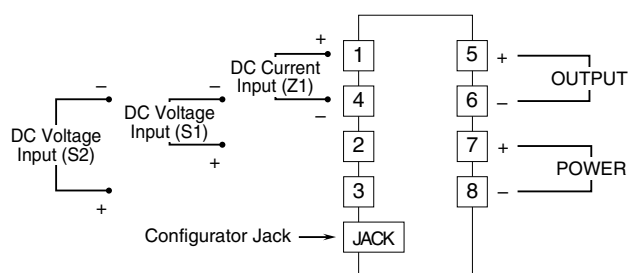 + 1 5 +
DC Current
Input (Z1)
OUTPUT
– – – 4 6 –
DC Voltage
Input (S1)
DC Voltage
Input (S2)
2 7 +
+
POWER
+ 3 8 –
Configurator Jack JACK